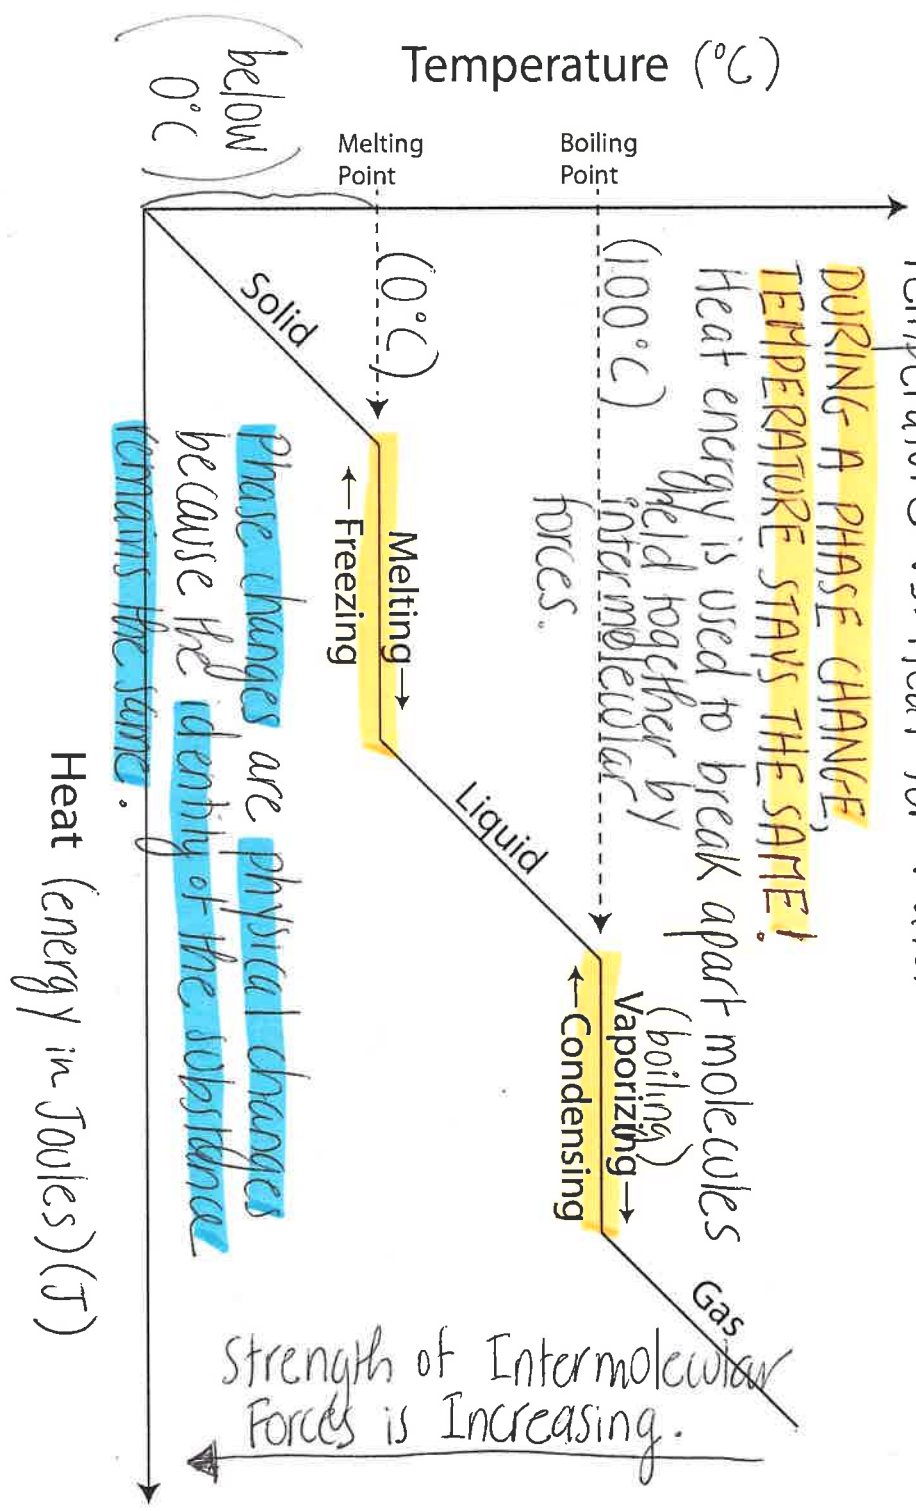 Temperature (°C)
(below
0°C)
Melting
Point
Boiling
Point
DURING A PHASE CHANGE,
TEMPERATURE STAYS THE SAME!
Heat energy is used to break apart molecules
held together by
intermolecular
forces.
(100°C)
(0°C)
Solid
Melting →
← Freezing
Liquid
(boiling)
Vaporizing →
← Condensing
Gas
Phase changes are physical changes
because the identity of the substance
remains the same.
Strength of Intermolecular
Forces is Increasing.
Heat (energy in Joules) (J)